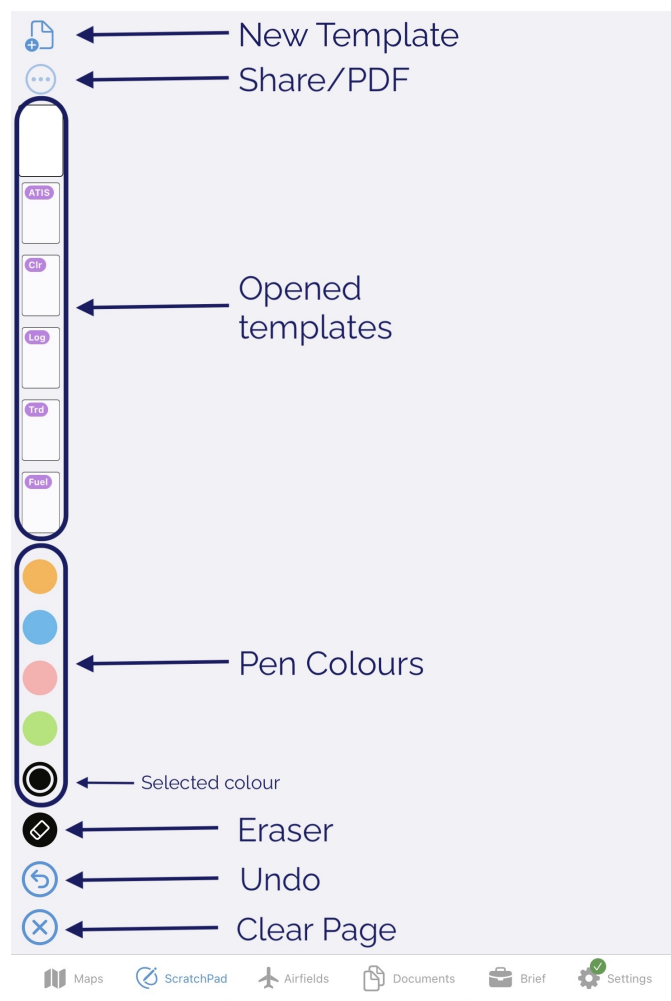 New Template
Share/PDF
ATIS
Clr
Opened
templates
Log
Trd
Fuel
Pen Colours
Selected colour
Eraser
Undo
Clear Page
Maps ScratchPad Airfields Documents Brief Settings